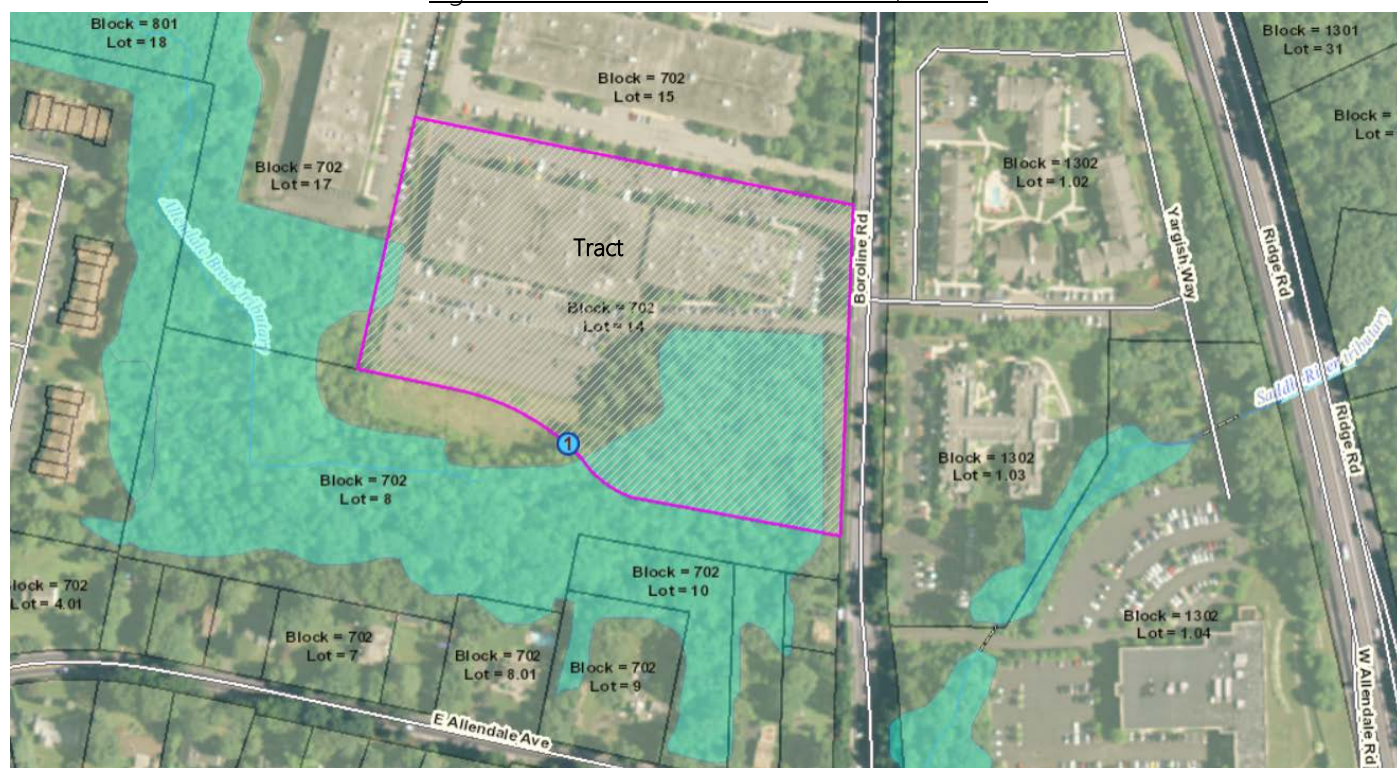 Block = 801
Lot = 18
Block = 1301
Lot = 31
Block = 702
Lot = 15
Block =
Lot =
Block = 702
Lot = 17
Block = 1302
Lot = 1.02
Allendale Brook tributary
Tract
Boroline Rd
Yargish Way
Ridge Rd
Block = 702
Lot = 14
Saddle River tributary
Ridge Rd
1
Block = 1302
Lot = 1.03
Block = 702
Lot = 8
Block = 702
Lot = 10
lock = 702
Lot = 4.01
Block = 1302
Lot = 1.04
Block = 702
Lot = 7
Block = 702
Lot = 8.01
Block = 702
Lot = 9
W Allendale Rd
E Allendale Ave